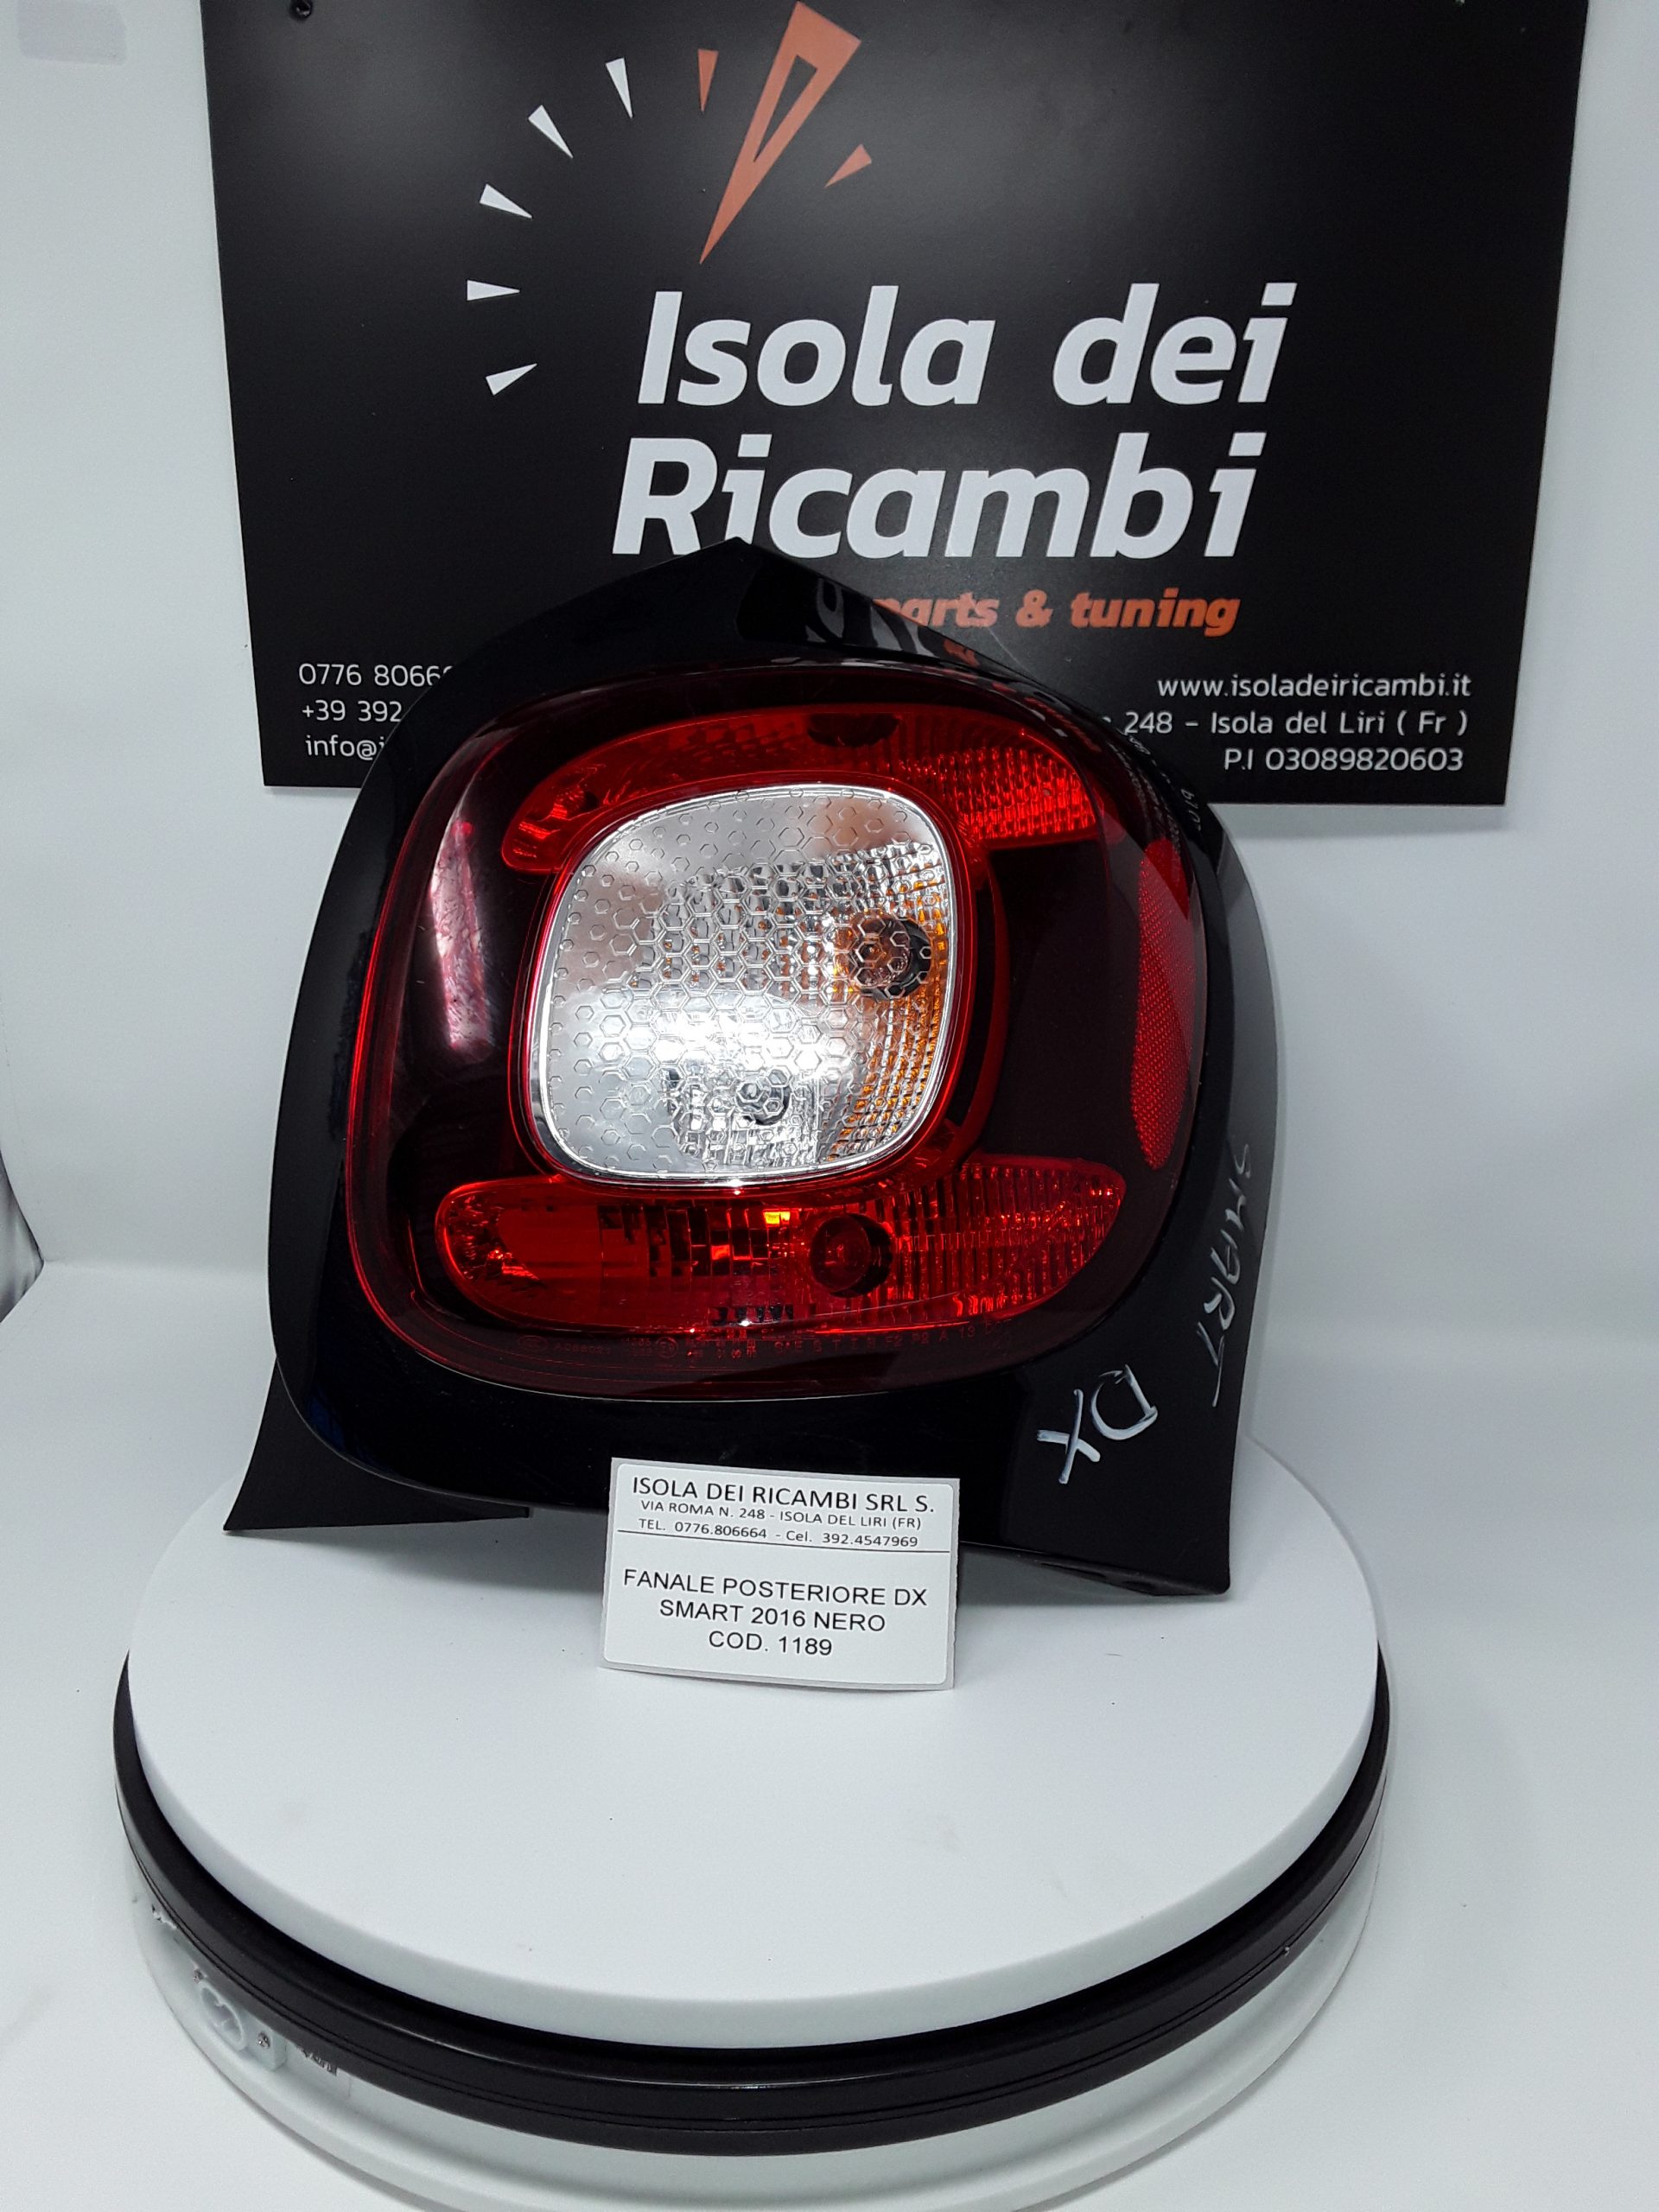 Isola dei
Ricambi
parts & tuning
0776 8066
+39 392
info@i
www.isoladeiricambi.it
248 - Isola del Liri ( Fr )
P.I 03089820603
SMART
DX
ISOLA DEI RICAMBI SRL S.
VIA ROMA N. 248 - ISOLA DEL LIRI (FR)
TEL. 0776.806664 - Cel. 392.4547969
FANALE POSTERIORE DX
SMART 2016 NERO
COD. 1189